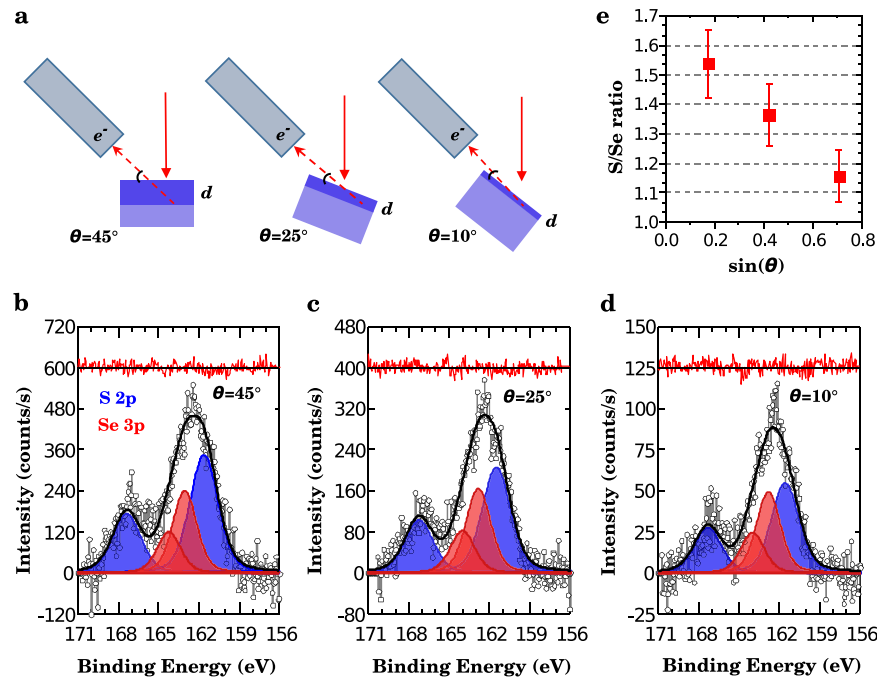 a
e⁻
d
θ=45°
e⁻
d
θ=25°
e⁻
d
θ=10°
e
1.7
1.6
1.5
1.4
1.3
1.2
1.1
1.0
S/Se ratio
0.0 0.2 0.4 0.6 0.8
sin(θ)
b
720
600
480
360
240
120
0
-120
Intensity (counts/s)
θ=45°
S 2p
Se 3p
171 168 165 162 159 156
Binding Energy (eV)
c
480
400
320
240
160
80
0
-80
Intensity (counts/s)
θ=25°
171 168 165 162 159 156
Binding Energy (eV)
d
150
125
100
75
50
25
0
-25
Intensity (counts/s)
θ=10°
171 168 165 162 159 156
Binding Energy (eV)